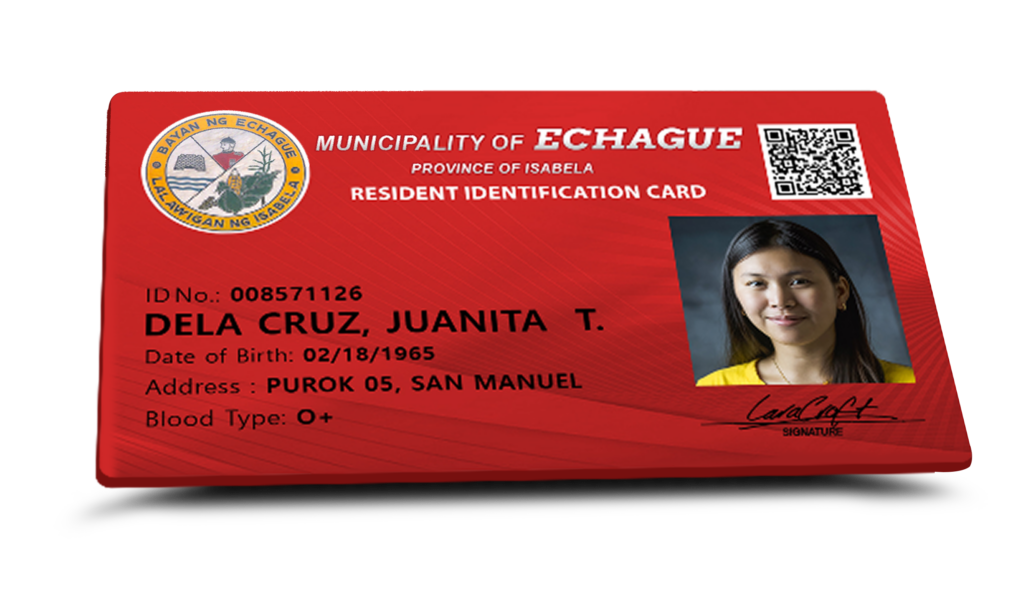 BAYAN NG ECHAGUE
LALAWIGAN NG ISABELA
MUNICIPALITY OF ECHAGUE
PROVINCE OF ISABELA
RESIDENT IDENTIFICATION CARD
ID No.: 008571126
DELA CRUZ, JUANITA T.
Date of Birth: 02/18/1965
Address : PUROK 05, SAN MANUEL
Blood Type: O+
LaraCroft
SIGNATURE